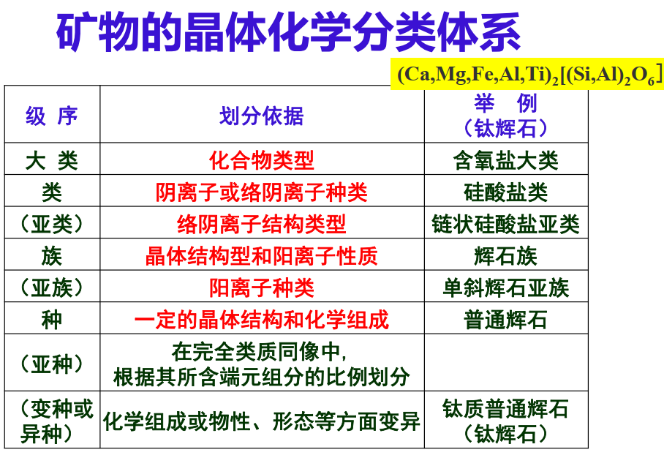 矿物的晶体化学分类体系
(Ca,Mg,Fe,Al,Ti)2[(Si,Al)2O6]
级 序 划分依据 举 例
（钛辉石）
大 类 化合物类型 含氧盐大类
类 阴离子或络阴离子种类 硅酸盐类
（亚类） 络阴离子结构类型 链状硅酸盐亚类
族 晶体结构型和阳离子性质 辉石族
（亚族） 阳离子种类 单斜辉石亚族
种 一定的晶体结构和化学组成 普通辉石
（亚种） 在完全类质同像中,
根据其所含端元组分的比例划分
（变种或
异种） 化学组成或物性、形态等方面变异 钛质普通辉石
（钛辉石）